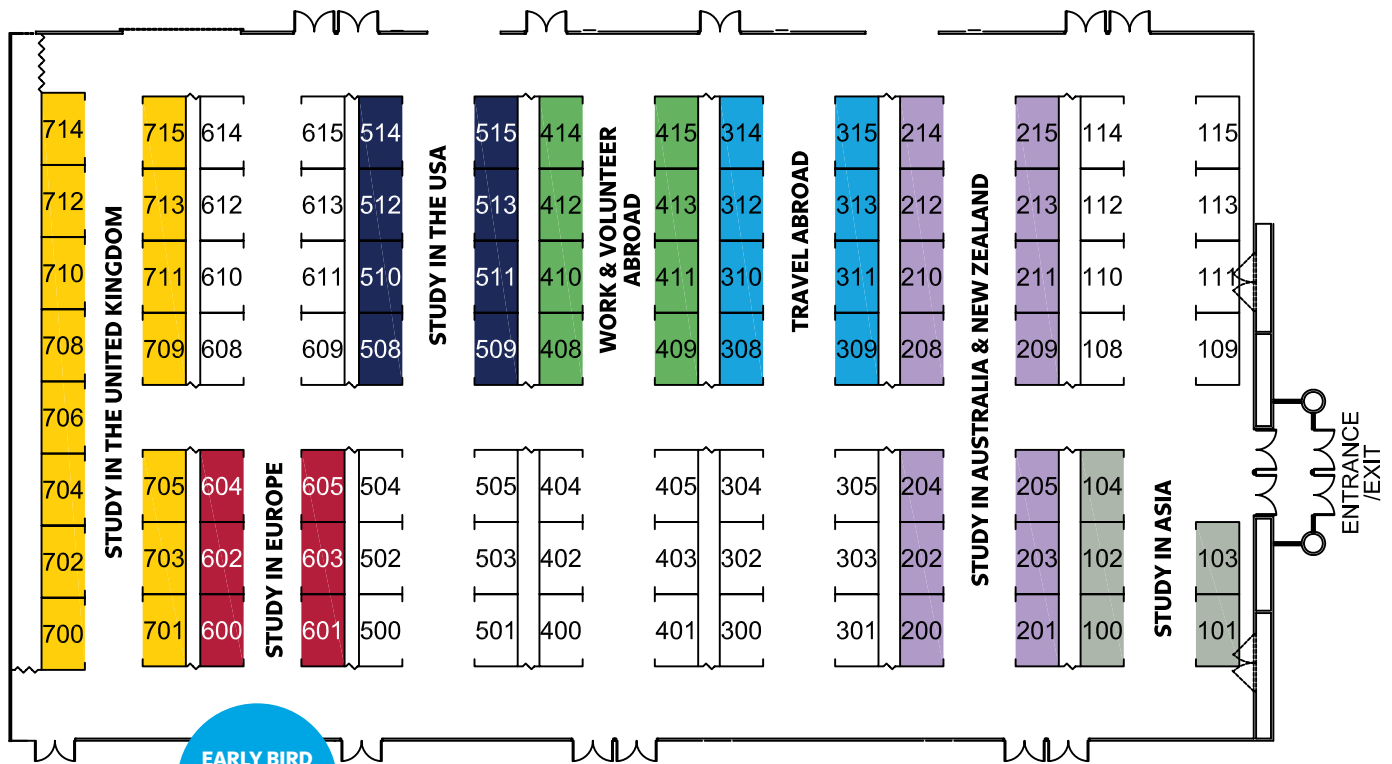 714 715 614 615 514 515 414 415 314 315 214 215 114 115
712 713 612 613 512 513 412 413 312 313 212 213 112 113
710 711 610 611 510 511 410 411 310 311 210 211 110 111
708 709 608 609 508 509 408 409 308 309 208 209 108 109
706
704 705 604 605 504 505 404 405 304 305 204 205 104
702 703 602 603 502 503 402 403 302 303 202 203 102 103
700 701 600 601 500 501 400 401 300 301 200 201 100 101
STUDY IN THE UNITED KINGDOM
STUDY IN EUROPE
STUDY IN THE USA
WORK & VOLUNTEER
ABROAD
TRAVEL ABROAD
STUDY IN AUSTRALIA & NEW ZEALAND
STUDY IN ASIA
ENTRANCE
/EXIT
EARLY BIRD